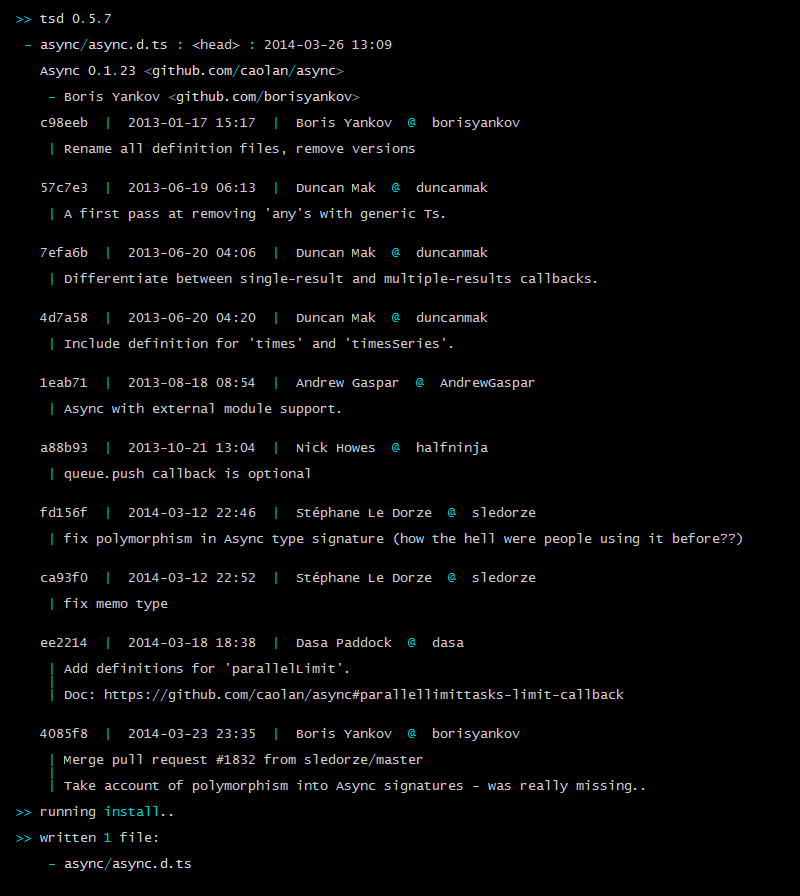 >> tsd 0.5.7
- async/async.d.ts : <head> : 2014-03-26 13:09
Async 0.1.23 <github.com/caolan/async>
- Boris Yankov <github.com/borisyankov>
c98eeb | 2013-01-17 15:17 | Boris Yankov @ borisyankov
| Rename all definition files, remove versions
57c7e3 | 2013-06-19 06:13 | Duncan Mak @ duncanmak
| A first pass at removing 'any's with generic Ts.
7efa6b | 2013-06-20 04:06 | Duncan Mak @ duncanmak
| Differentiate between single-result and multiple-results callbacks.
4d7a58 | 2013-06-20 04:20 | Duncan Mak @ duncanmak
| Include definition for 'times' and 'timesSeries'.
1eab71 | 2013-08-18 08:54 | Andrew Gaspar @ AndrewGaspar
| Async with external module support.
a88b93 | 2013-10-21 13:04 | Nick Howes @ halfninja
| queue.push callback is optional
fd156f | 2014-03-12 22:46 | Stéphane Le Dorze @ sledorze
| fix polymorphism in Async type signature (how the hell were people using it before??)
ca93f0 | 2014-03-12 22:52 | Stéphane Le Dorze @ sledorze
| fix memo type
ee2214 | 2014-03-18 18:38 | Dasa Paddock @ dasa
| Add definitions for 'parallelLimit'.
|
| Doc: https://github.com/caolan/async#parallellimittasks-limit-callback
4085f8 | 2014-03-23 23:35 | Boris Yankov @ borisyankov
| Merge pull request #1832 from sledorze/master
|
| Take account of polymorphism into Async signatures - was really missing..
>> running install..
>> written 1 file:
- async/async.d.ts